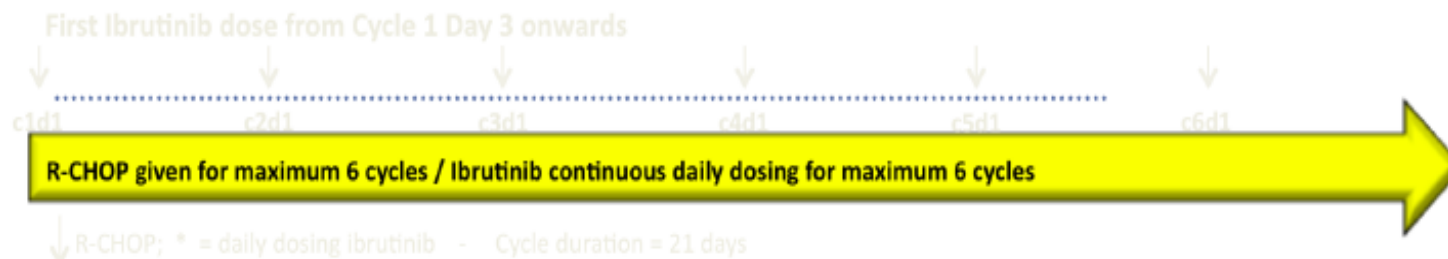 First Ibrutinib dose from Cycle 1 Day 3 onwards
c1d1 c2d1 c3d1 c4d1 c5d1 c6d1
R-CHOP given for maximum 6 cycles / Ibrutinib continuous daily dosing for maximum 6 cycles
R-CHOP; * = daily dosing ibrutinib - Cycle duration = 21 days